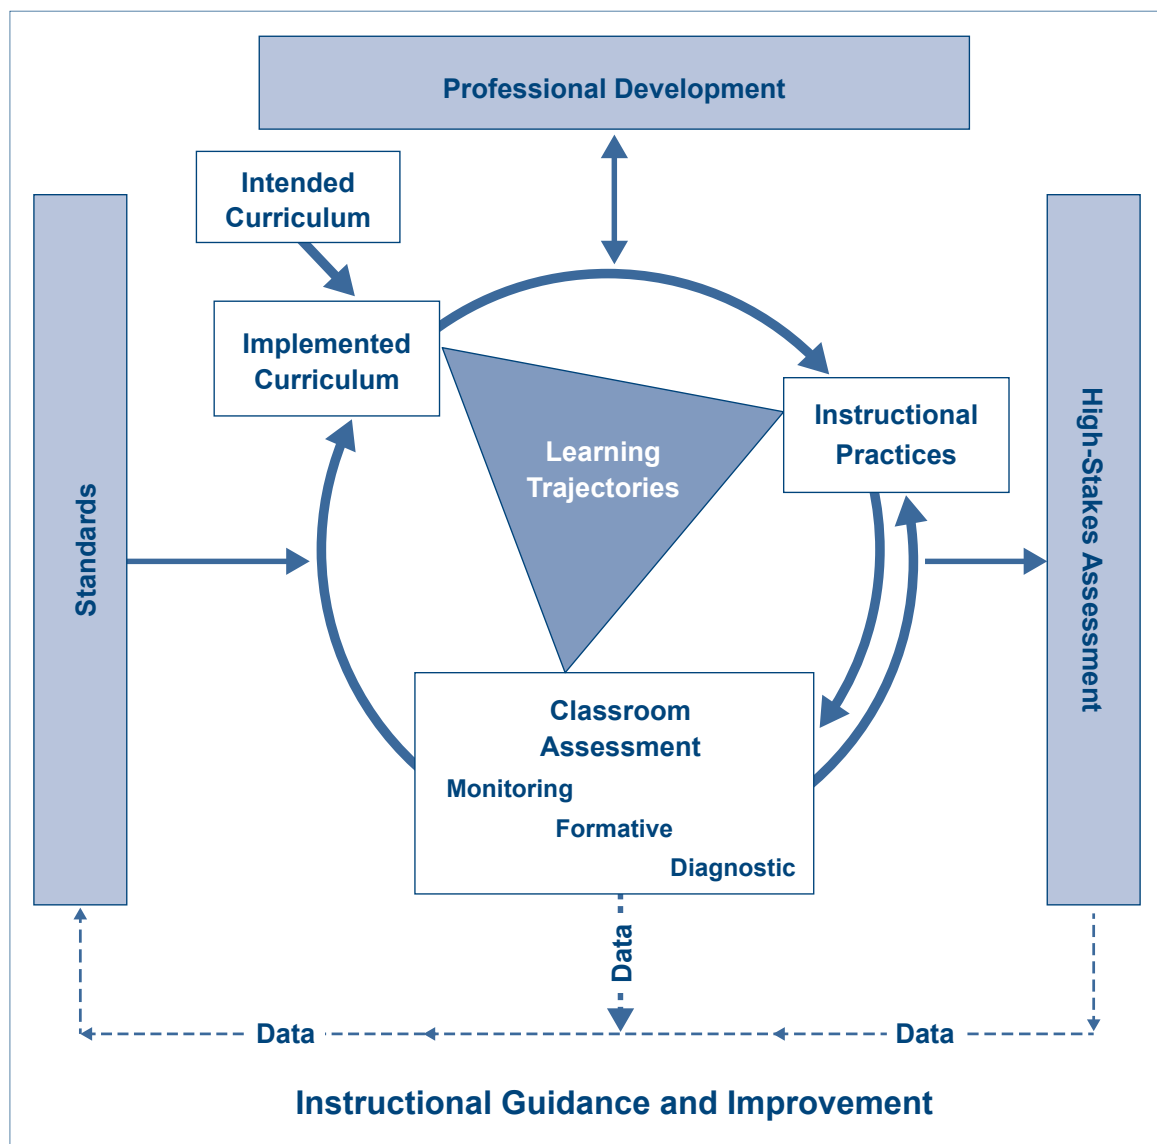 Professional Development
Intended
Curriculum
Implemented
Curriculum
Instructional
Practices
Learning
Trajectories
Standards
High-Stakes Assessment
Classroom
Assessment
Monitoring
Formative
Diagnostic
Data
Data
Data
Instructional Guidance and Improvement